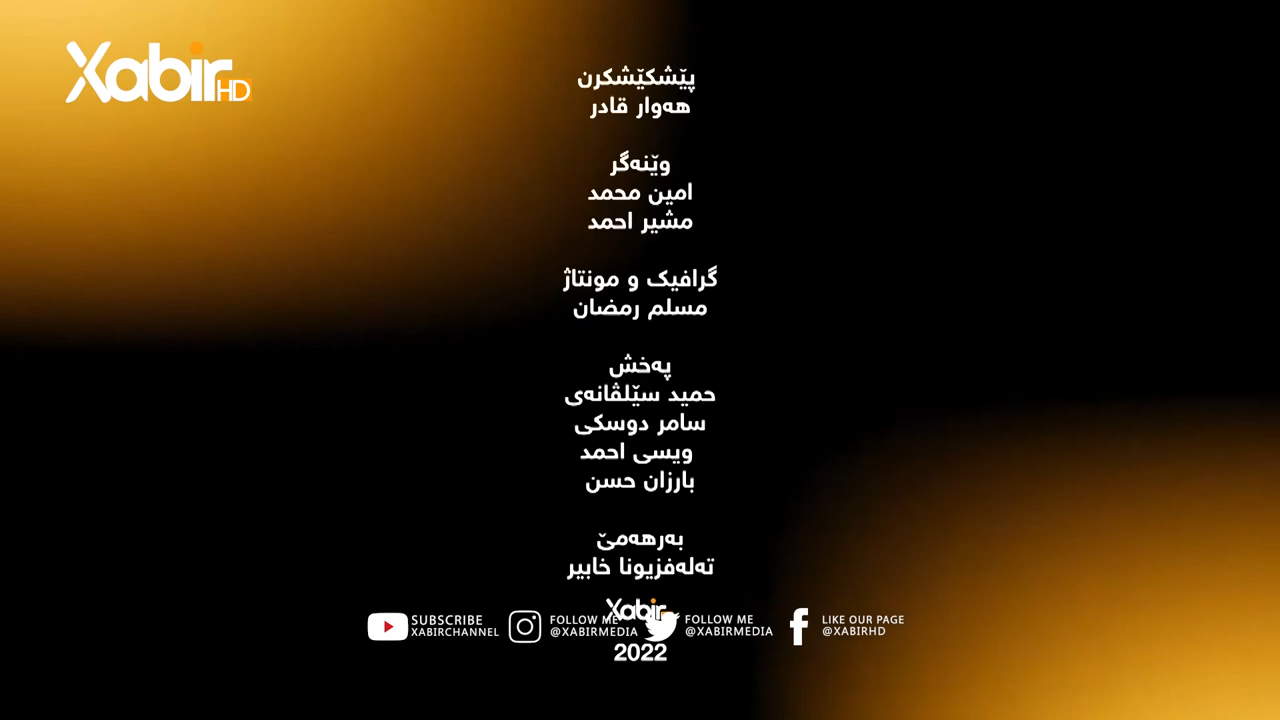 Xabir HD
پێشکێشکرن
هەوار قادر
وێنەگر
امین محمد
مشیر احمد
گرافیک و مونتاژ
مسلم رمضان
پەخش
حمید سێلڤانەی
سامر دوسکی
ویسی احمد
بارزان حسن
بەرهەمێ
تەلەفزیونا خابیر
Xabir
SUBSCRIBE
XABIRCHANNEL
FOLLOW ME
@XABIRMEDIA
FOLLOW ME
@XABIRMEDIA
LIKE OUR PAGE
@XABIRHD
2022